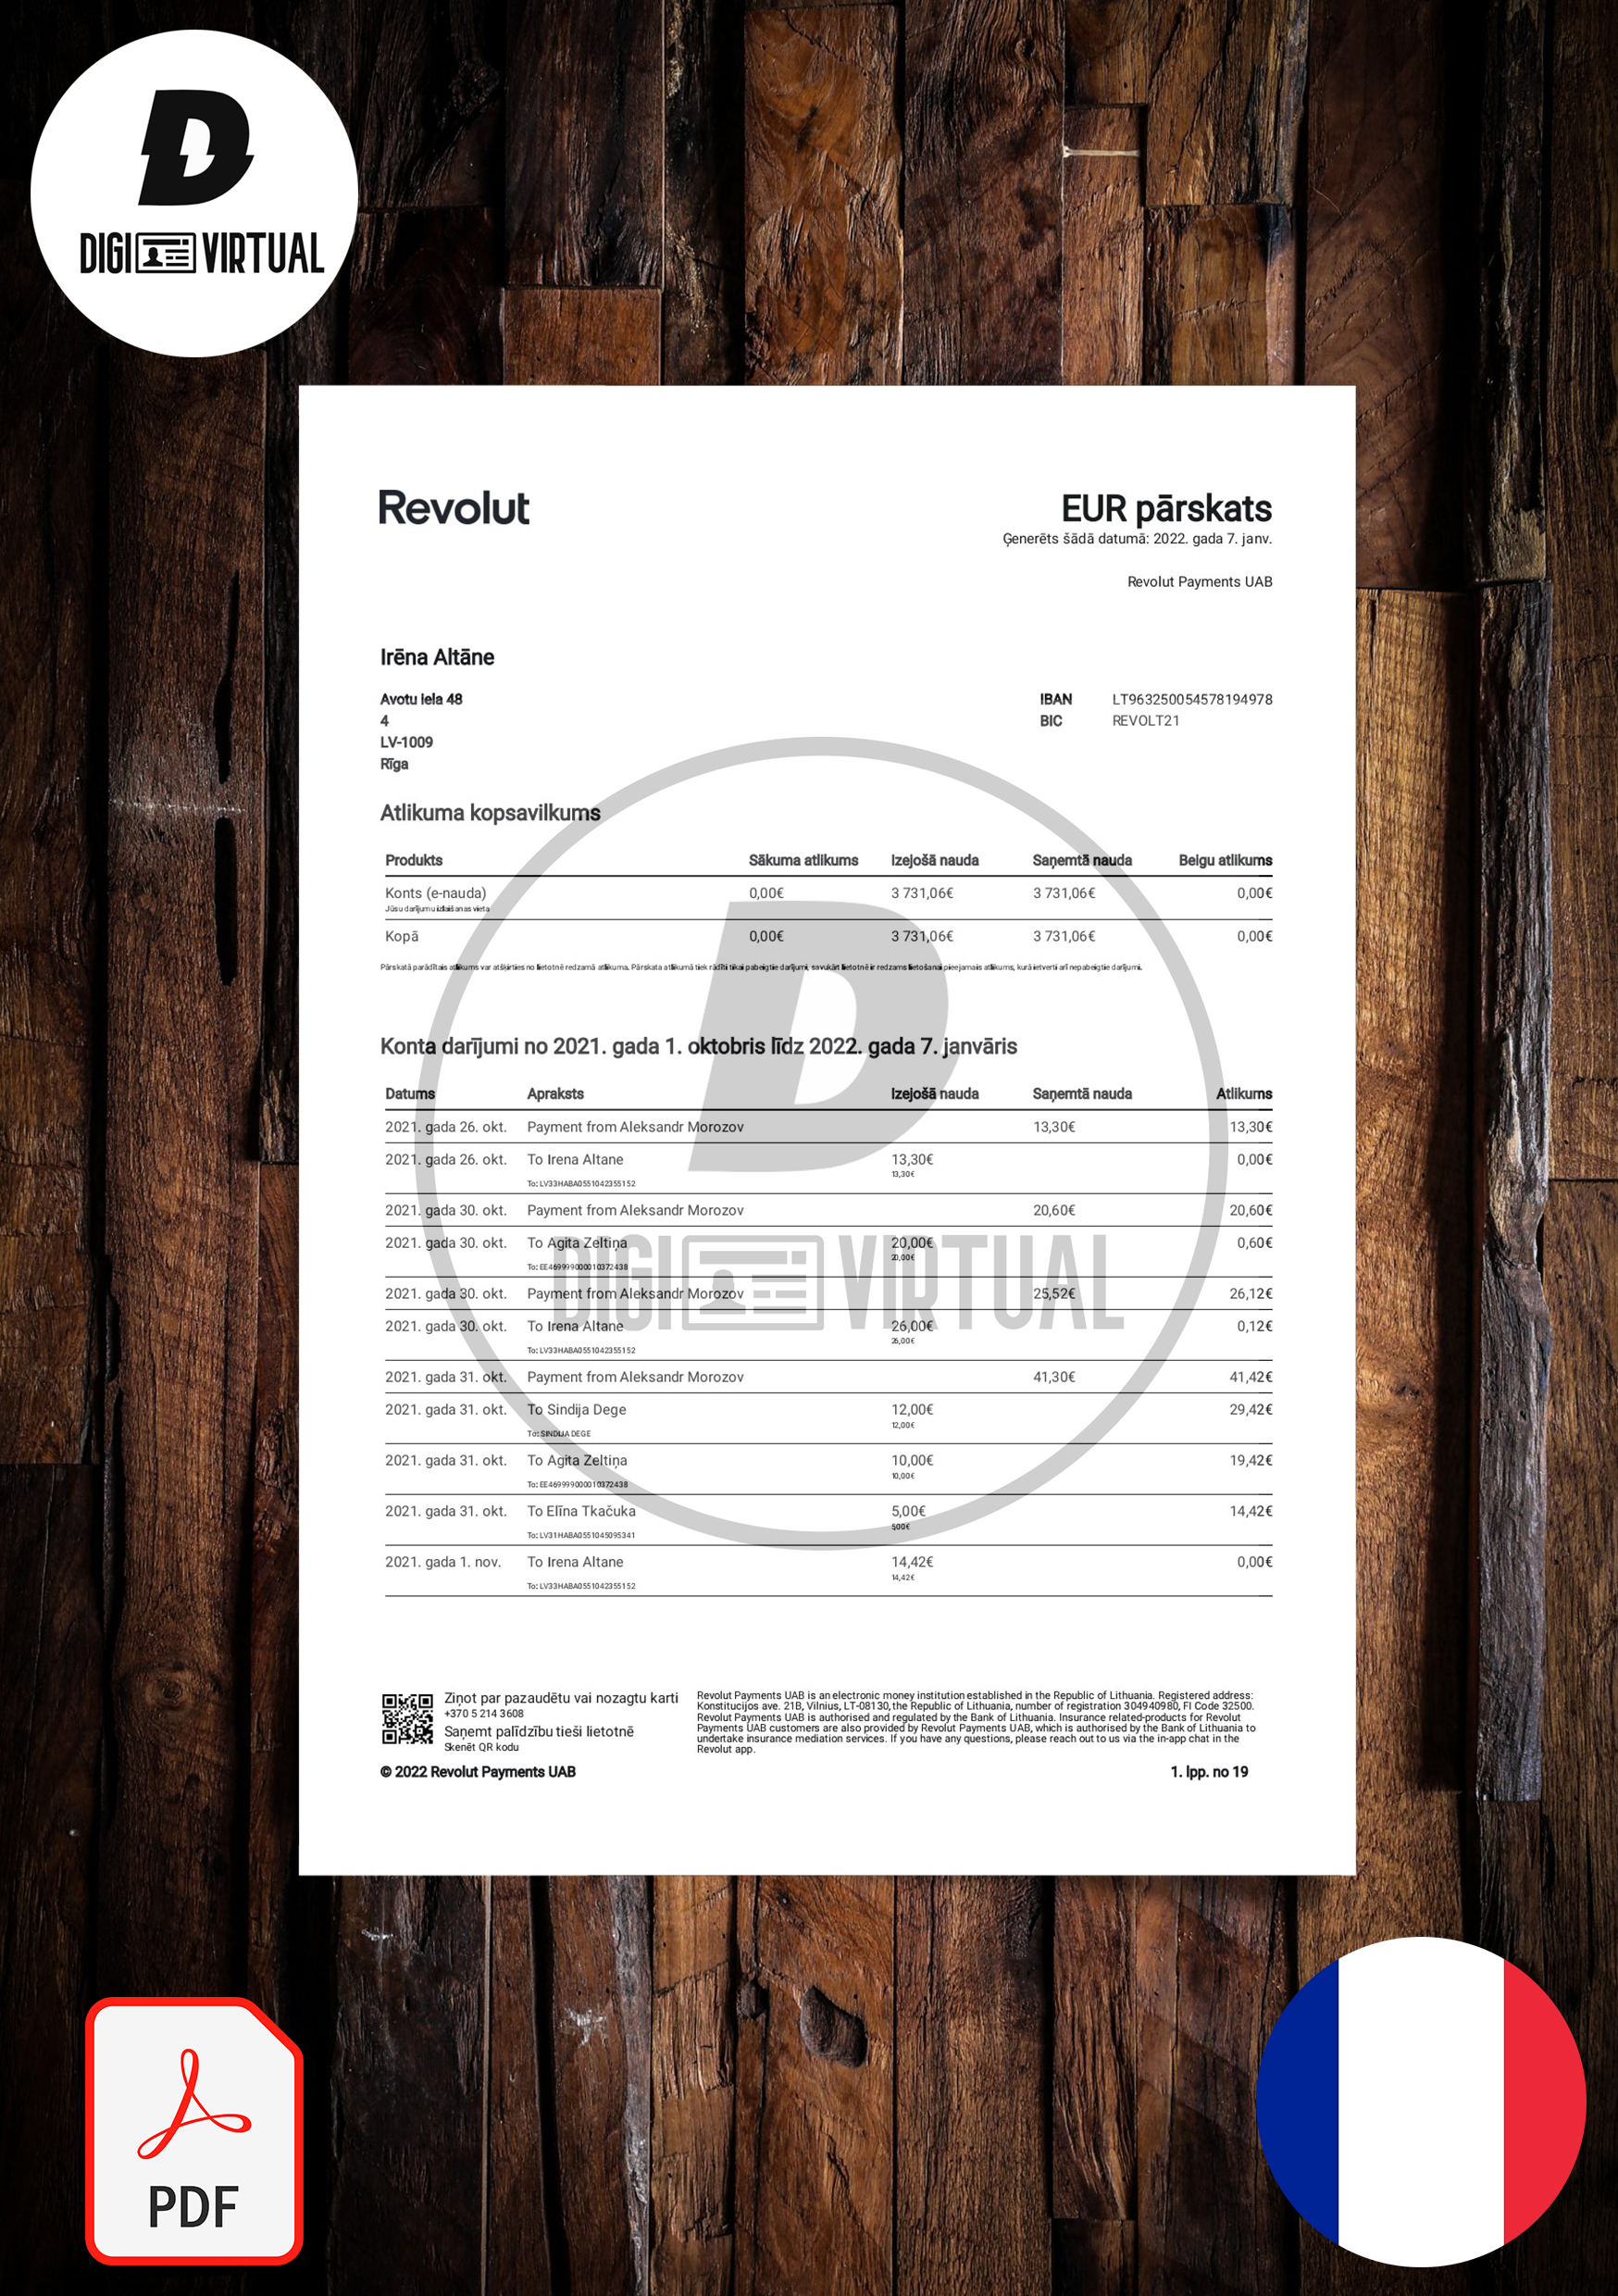 D
DIGI VIRTUAL
Revolut
EUR pārskats
Ģenerēts šādā datumā: 2022. gada 7. janv.
Revolut Payments UAB
Irēna Altāne
Avotu iela 48
4
LV-1009
Rīga
IBAN LT963250054578194978
BIC REVOLT21
Atlikuma kopsavilkums
Produkts Sākuma atlikums Izejošā nauda Saņemtā nauda Beigu atlikums
Konts (e-nauda) 0,00€ 3 731,06€ 3 731,06€ 0,00€
Jūsu darījumu izlaišanas vieta
Kopā 0,00€ 3 731,06€ 3 731,06€ 0,00€
Pārskatā parādītais atlikums var atšķirties no lietotnē redzamā atlikuma. Pārskata atlikumā tiek rādīti tikai pabeigtie darījumi, savukārt lietotnē ir redzams lietošanai pieejamais atlikums, kurā ietverti arī nepabeigtie darījumi.
Konta darījumi no 2021. gada 1. oktobris līdz 2022. gada 7. janvāris
Datums Apraksts Izejošā nauda Saņemtā nauda Atlikums
2021. gada 26. okt. Payment from Aleksandr Morozov 13,30€ 13,30€
2021. gada 26. okt. To Irena Altane 13,30€ 0,00€
13,30€
To: LV33HABA0551042355152
2021. gada 30. okt. Payment from Aleksandr Morozov 20,60€ 20,60€
2021. gada 30. okt. To Agita Zeltiņa 20,00€ 0,60€
20,00€
To: EE469999000010372438
2021. gada 30. okt. Payment from Aleksandr Morozov 25,52€ 26,12€
2021. gada 30. okt. To Irena Altane 26,00€ 0,12€
26,00€
To: LV33HABA0551042355152
2021. gada 31. okt. Payment from Aleksandr Morozov 41,30€ 41,42€
2021. gada 31. okt. To Sindija Dege 12,00€ 29,42€
12,00€
To: SINDIJA DEGE
2021. gada 31. okt. To Agita Zeltiņa 10,00€ 19,42€
10,00€
To: EE469999000010372438
2021. gada 31. okt. To Elīna Tkačuka 5,00€ 14,42€
5,00€
To: LV31HABA0551045095341
2021. gada 1. nov. To Irena Altane 14,42€ 0,00€
14,42€
To: LV33HABA0551042355152
D
DIGI VIRTUAL
Ziņot par pazaudētu vai nozagtu karti
+370 5 214 3608
Saņemt palīdzību tieši lietotnē
Skenēt QR kodu
Revolut Payments UAB is an electronic money institution established in the Republic of Lithuania. Registered address:
Konstitucijos ave. 21B, Vilnius, LT-08130, the Republic of Lithuania, number of registration 304940980, FI Code 32500.
Revolut Payments UAB is authorised and regulated by the Bank of Lithuania. Insurance related-products for Revolut
Payments UAB customers are also provided by Revolut Payments UAB, which is authorised by the Bank of Lithuania to
undertake insurance mediation services. If you have any questions, please reach out to us via the in-app chat in the
Revolut app.
© 2022 Revolut Payments UAB
1. lpp. no 19
PDF